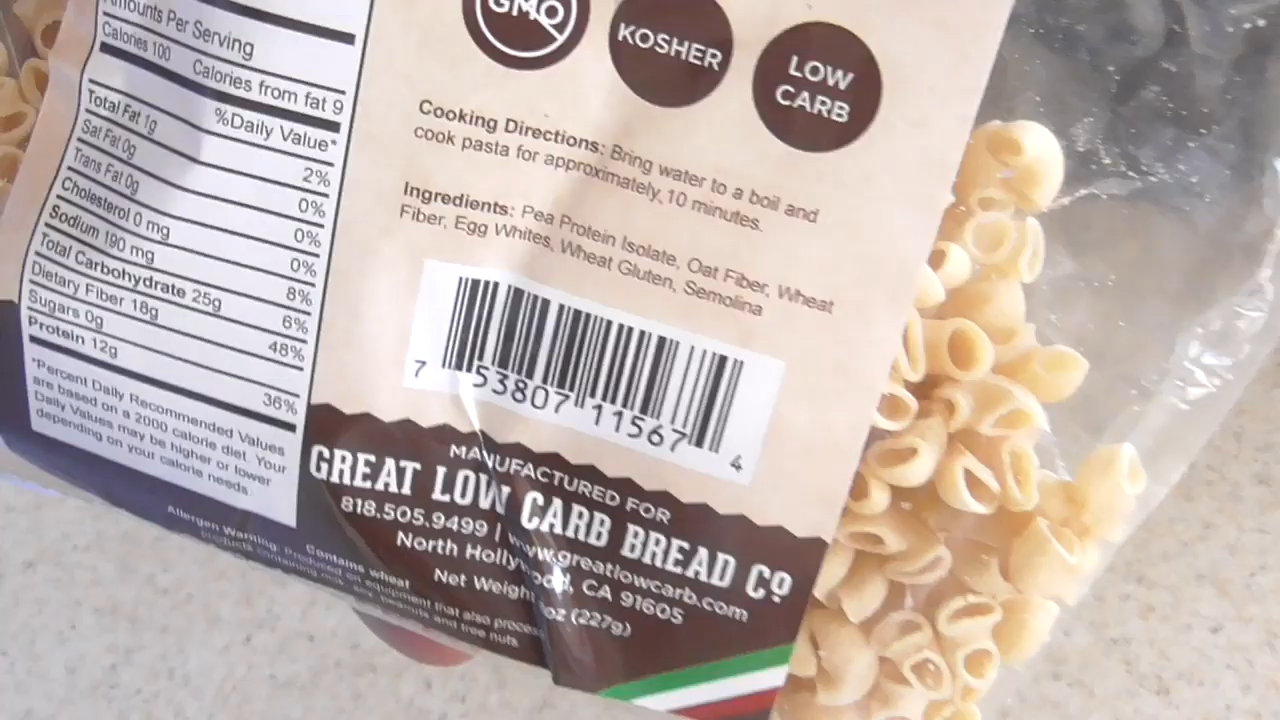 Amounts Per Serving
Calories 100 Calories from fat 9
%Daily Value*
Total Fat 1g 2%
Sat Fat 0g 0%
Trans Fat 0g 0%
Cholesterol 0 mg 0%
Sodium 190 mg 8%
Total Carbohydrate 25g 6%
Dietary Fiber 18g 48%
Sugars 0g
Protein 12g 36%
*Percent Daily Recommended Values
are based on a 2000 calorie diet. Your
Daily Values may be higher or lower
depending on your calorie needs.
GMO
KOSHER
LOW
CARB
Cooking Directions: Bring water to a boil and
cook pasta for approximately 10 minutes.
Ingredients: Pea Protein Isolate, Oat Fiber, Wheat
Fiber, Egg Whites, Wheat Gluten, Semolina
7 53807 11567 4
MANUFACTURED FOR
GREAT LOW CARB BREAD CO
818.505.9499 | www.greatlowcarb.com
North Hollywood, CA 91605
Net Weight oz (227g)
Contains wheat
Allergen Warning: Produced on equipment that also process
products containing milk, soy, peanuts and tree nuts